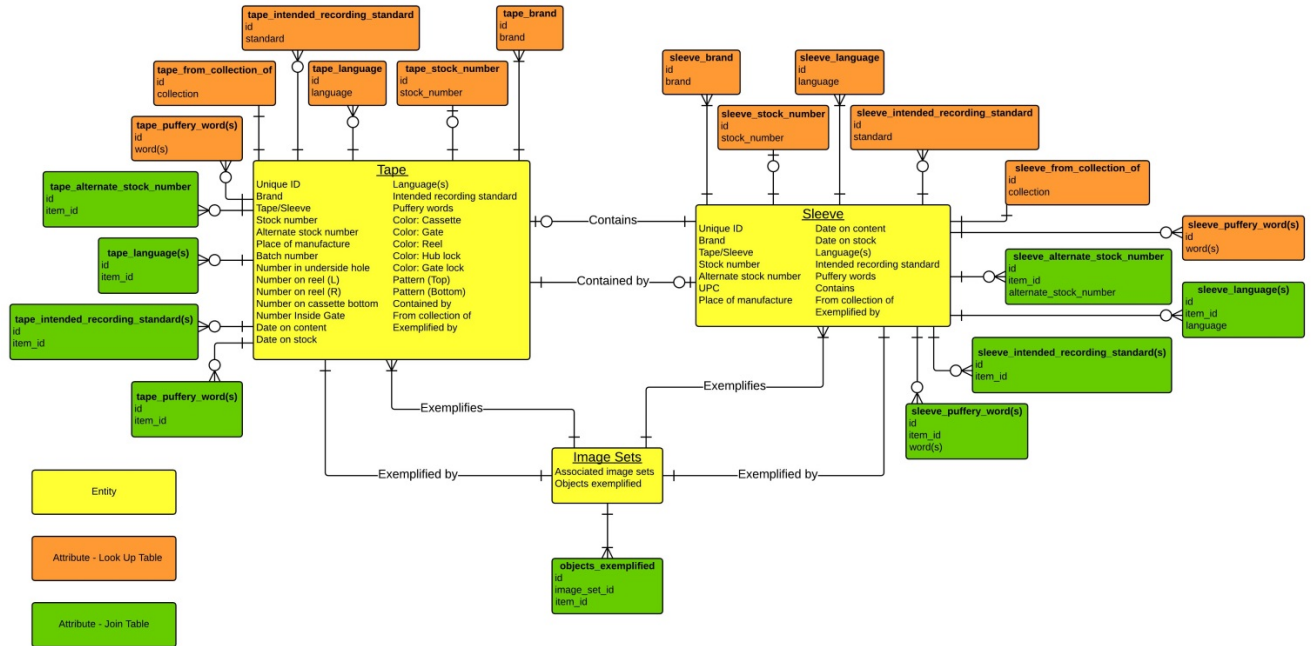 tape_intended_recording_standard
id
standard
tape_brand
id
brand
tape_from_collection_of
id
collection
tape_language
id
language
tape_stock_number
id
stock_number
tape_puffery_word(s)
id
word(s)
tape_alternate_stock_number
id
item_id
tape_language(s)
id
item_id
tape_intended_recording_standard(s)
id
item_id
tape_puffery_word(s)
id
item_id
Tape
Unique ID
Brand
Tape/Sleeve
Stock number
Alternate stock number
Place of manufacture
Batch number
Number in underside hole
Number on reel (L)
Number on reel (R)
Number on cassette bottom
Number Inside Gate
Date on content
Date on stock
Language(s)
Intended recording standard
Puffery words
Color: Cassette
Color: Gate
Color: Reel
Color: Hub lock
Color: Gate lock
Pattern (Top)
Pattern (Bottom)
Contained by
From collection of
Exemplified by
Contains
Contained by
sleeve_brand
id
brand
sleeve_language
id
language
sleeve_stock_number
id
stock_number
sleeve_intended_recording_standard
id
standard
sleeve_from_collection_of
id
collection
sleeve_puffery_word(s)
id
word(s)
Sleeve
Unique ID
Brand
Tape/Sleeve
Stock number
Alternate stock number
UPC
Place of manufacture
Date on content
Date on stock
Language(s)
Intended recording standard
Puffery words
Contains
From collection of
Exemplified by
sleeve_alternate_stock_number
id
item_id
alternate_stock_number
sleeve_language(s)
id
item_id
language
sleeve_intended_recording_standard(s)
id
item_id
sleeve_puffery_word(s)
id
item_id
word(s)
Exemplifies
Exemplifies
Exemplified by
Exemplified by
Image Sets
Associated image sets
Objects exemplified
objects_exemplified
id
image_set_id
item_id
Entity
Attribute - Look Up Table
Attribute - Join Table